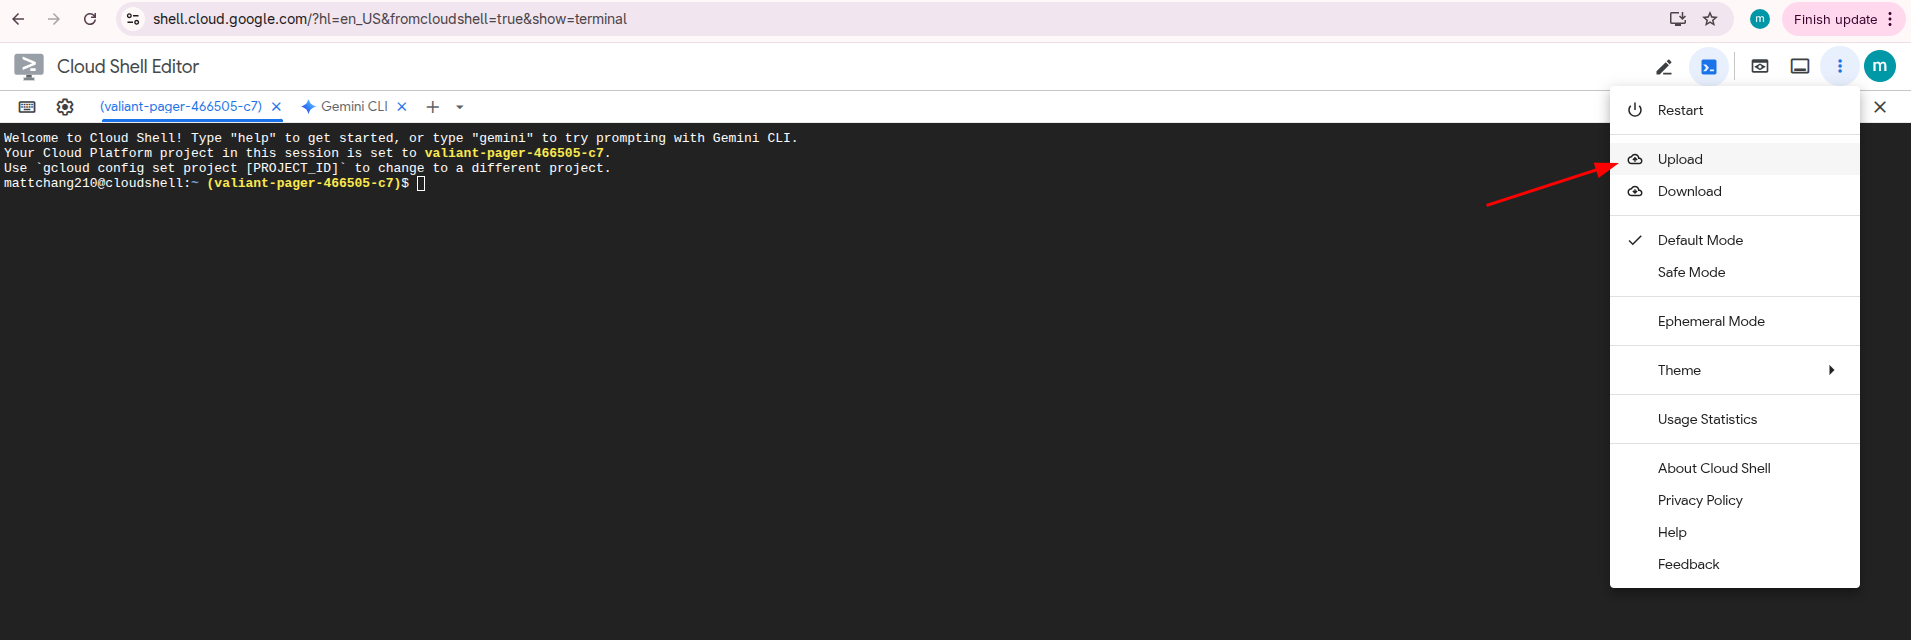 shell.cloud.google.com/?hl=en_US&fromcloudshell=true&show=terminal
m
Finish update
Cloud Shell Editor
m
(valiant-pager-466505-c7)
Gemini CLI
Welcome to Cloud Shell! Type "help" to get started, or type "gemini" to try prompting with Gemini CLI.
Your Cloud Platform project in this session is set to valiant-pager-466505-c7.
Use `gcloud config set project [PROJECT_ID]` to change to a different project.
mattchang210@cloudshell:~ (valiant-pager-466505-c7)$
Restart
Upload
Download
Default Mode
Safe Mode
Ephemeral Mode
Theme
Usage Statistics
About Cloud Shell
Privacy Policy
Help
Feedback